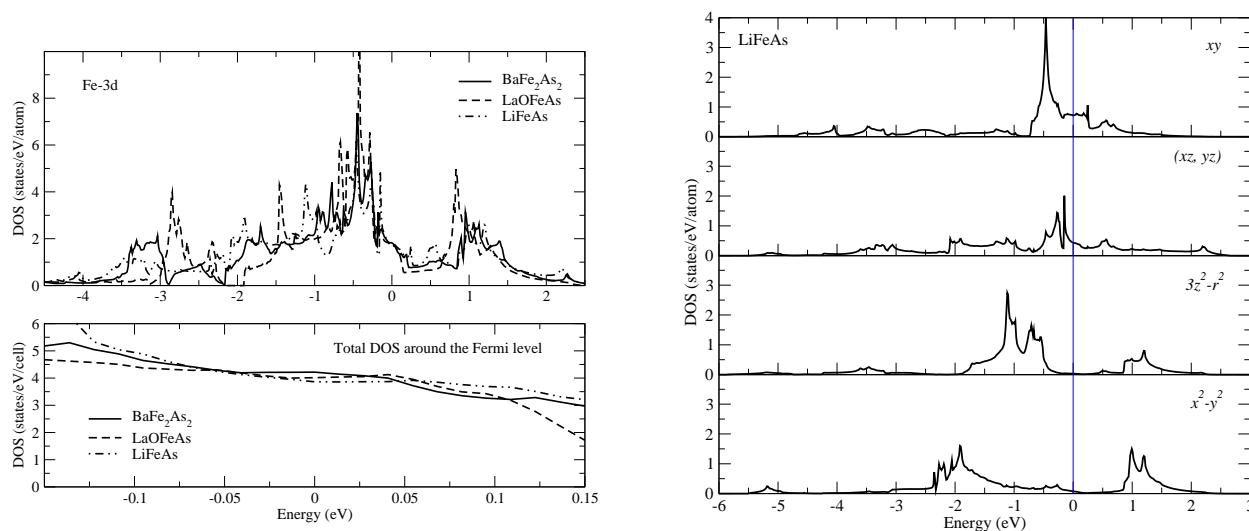 DOS (states/eV/atom)
8
6
4
2
0
Fe-3d
BaFe₂As₂
LaOFeAs
LiFeAs
-4 -3 -2 -1 0 1 2
DOS (states/eV/cell)
6
5
4
3
2
1
0
Total DOS around the Fermi level
BaFe₂As₂
LaOFeAs
LiFeAs
-0.1 -0.05 0 0.05 0.1 0.15
Energy (eV)
DOS (states/eV/atom)
4
3
2
1
0
LiFeAs
xy
3
2
1
0
(xz, yz)
3
2
1
0
3z²-r²
3
2
1
0
x²-y²
-6 -5 -4 -3 -2 -1 0 1 2 3
Energy (eV)